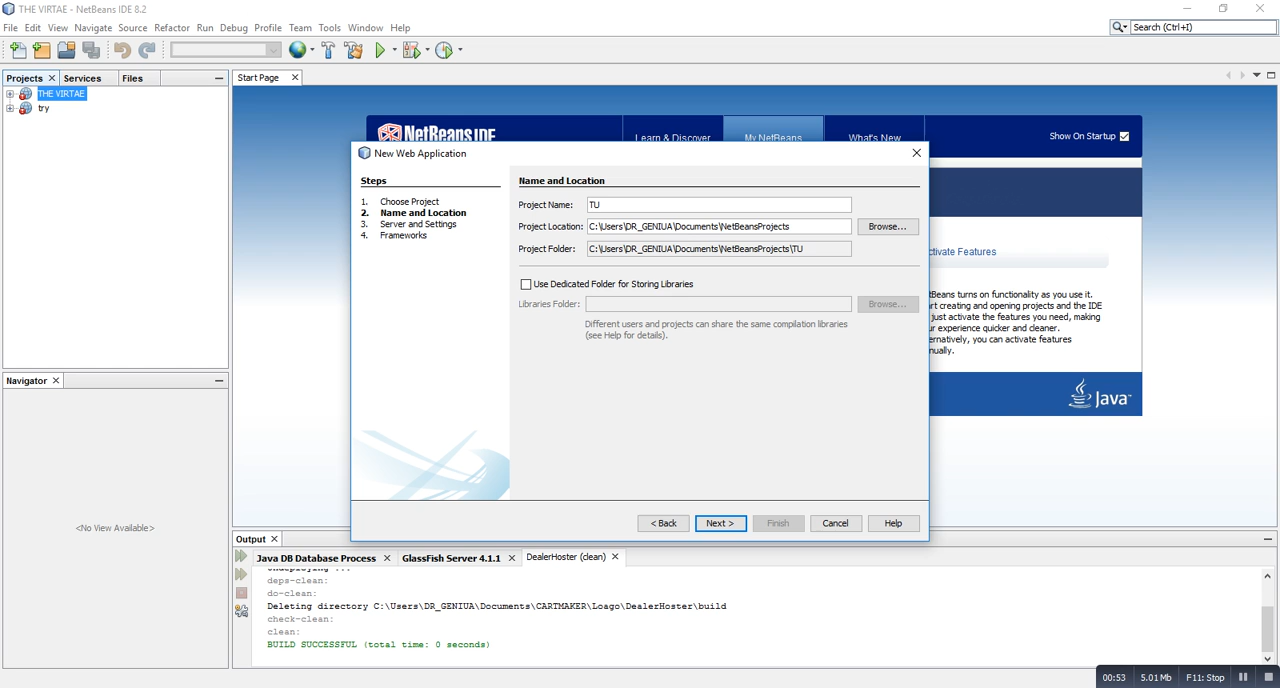 THE VIRTAE - NetBeans IDE 8.2
File Edit View Navigate Source Refactor Run Debug Profile Team Tools Window Help
Search (Ctrl+I)
Projects Services Files
Start Page
THE VIRTAE
try
NetBeans IDE
Learn & Discover My NetBeans What's New
Show On Startup
New Web Application
Steps
1. Choose Project
2. Name and Location
3. Server and Settings
4. Frameworks
Name and Location
Project Name: TU
Project Location: C:\Users\DR_GENIUA\Documents\NetBeansProjects Browse...
Project Folder: C:\Users\DR_GENIUA\Documents\NetBeansProjects\TU
Use Dedicated Folder for Storing Libraries
Libraries Folder: Browse...
Different users and projects can share the same compilation libraries
(see Help for details).
< Back Next > Finish Cancel Help
ctivate Features
tBeans turns on functionality as you use it.
rt creating and opening projects and the IDE
just activate the features you need, making
ur experience quicker and cleaner.
ernatively, you can activate features
nually.
Java
Navigator
<No View Available>
Output
Java DB Database Process GlassFish Server 4.1.1 DealerHoster (clean)
undeploying ...
deps-clean:
do-clean:
Deleting directory C:\Users\DR_GENIUA\Documents\CARTMAKER\Loago\DealerHoster\build
check-clean:
clean:
BUILD SUCCESSFUL (total time: 0 seconds)
00:53 5.01 Mb F11: Stop